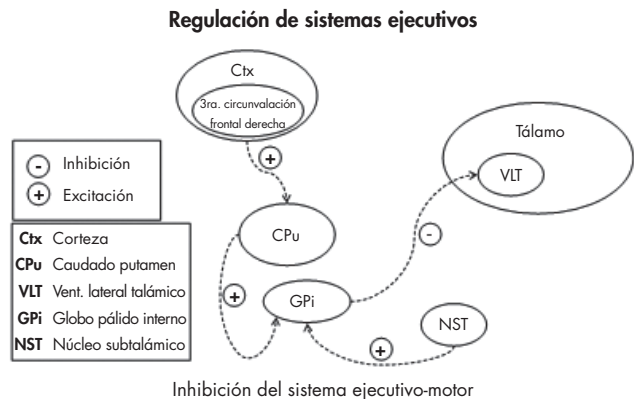 Regulación de sistemas ejecutivos
Ctx
3ra. circunvalación
frontal derecha
+
Tálamo
VLT
- Inhibición
+ Excitación
Ctx Corteza
CPu Caudado putamen
VLT Vent. lateral talámico
GPi Globo pálido interno
NST Núcleo subtalámico
CPu
-
+
GPi
NST
+
Inhibición del sistema ejecutivo-motor